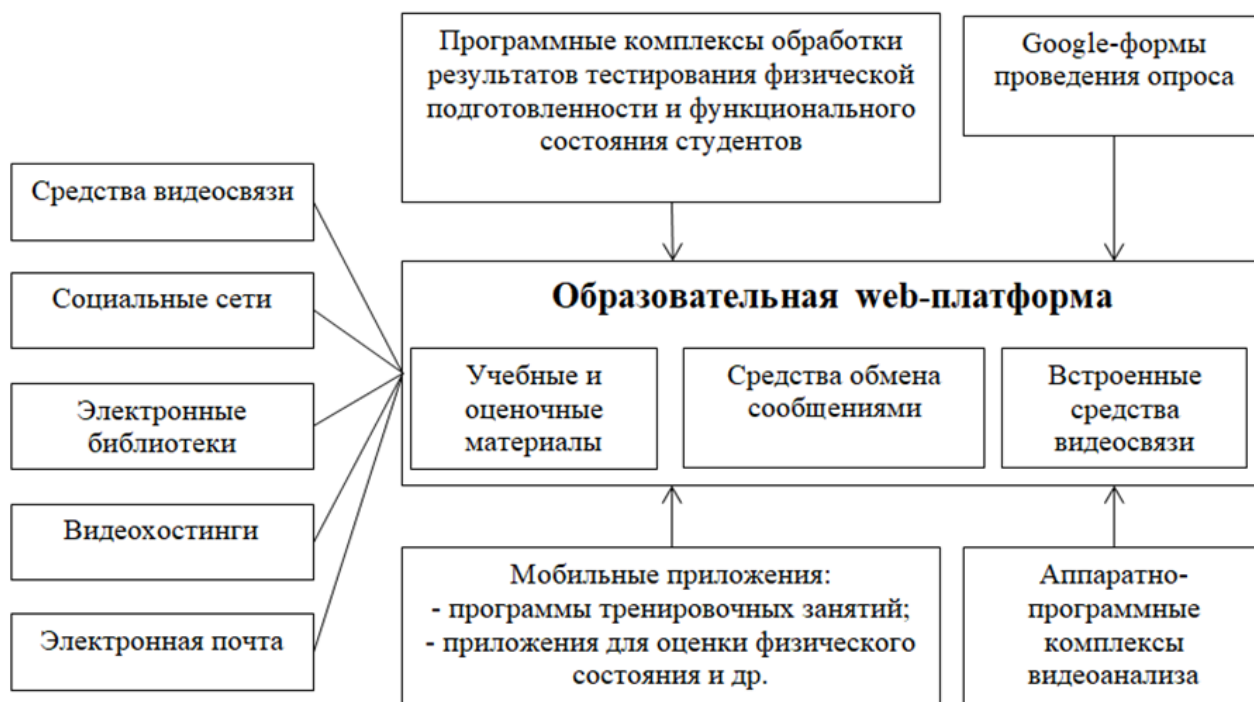 Программные комплексы обработки
результатов тестирования физической
подготовленности и функционального
состояния студентов
Google-формы
проведения опроса
Средства видеосвязи
Социальные сети
Электронные
библиотеки
Видеохостинги
Электронная почта
Образовательная web-платформа
Учебные и
оценочные
материалы
Средства обмена
сообщениями
Встроенные
средства
видеосвязи
Мобильные приложения:
- программы тренировочных занятий;
- приложения для оценки физического
состояния и др.
Аппаратно-
программные
комплексы
видеоанализа